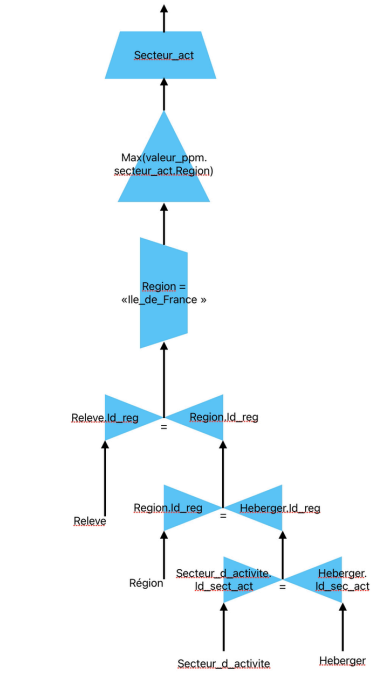 Secteur_act
Max(valeur_ppm.
secteur_act.Region)
Region =
«Ile_de_France »
Releve.Id_reg
Region.Id_reg
=
Region.Id_reg
Heberger.Id_reg
=
Releve
Région
Secteur_d_activite.
Id_sect_act
Heberger.
Id_sec_act
=
Secteur_d_activite
Heberger